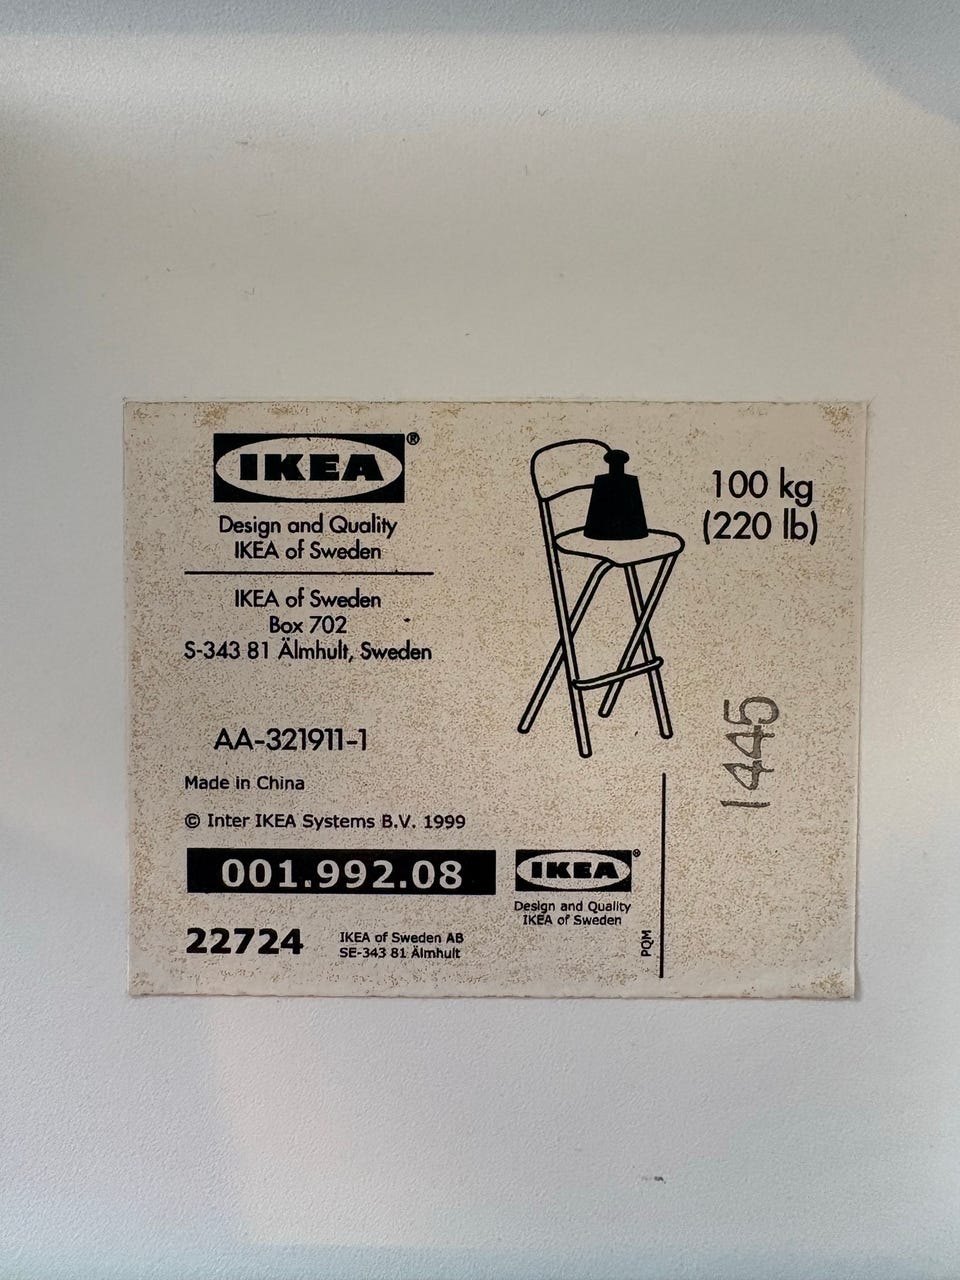 IKEA®
Design and Quality
IKEA of Sweden
IKEA of Sweden
Box 702
S-343 81 Älmhult, Sweden
100 kg
(220 lb)
AA-321911-1
Made in China
© Inter IKEA Systems B.V. 1999
001.992.08
22724
IKEA of Sweden AB
SE-343 81 Älmhult
IKEA®
Design and Quality
IKEA of Sweden
PQM
1445